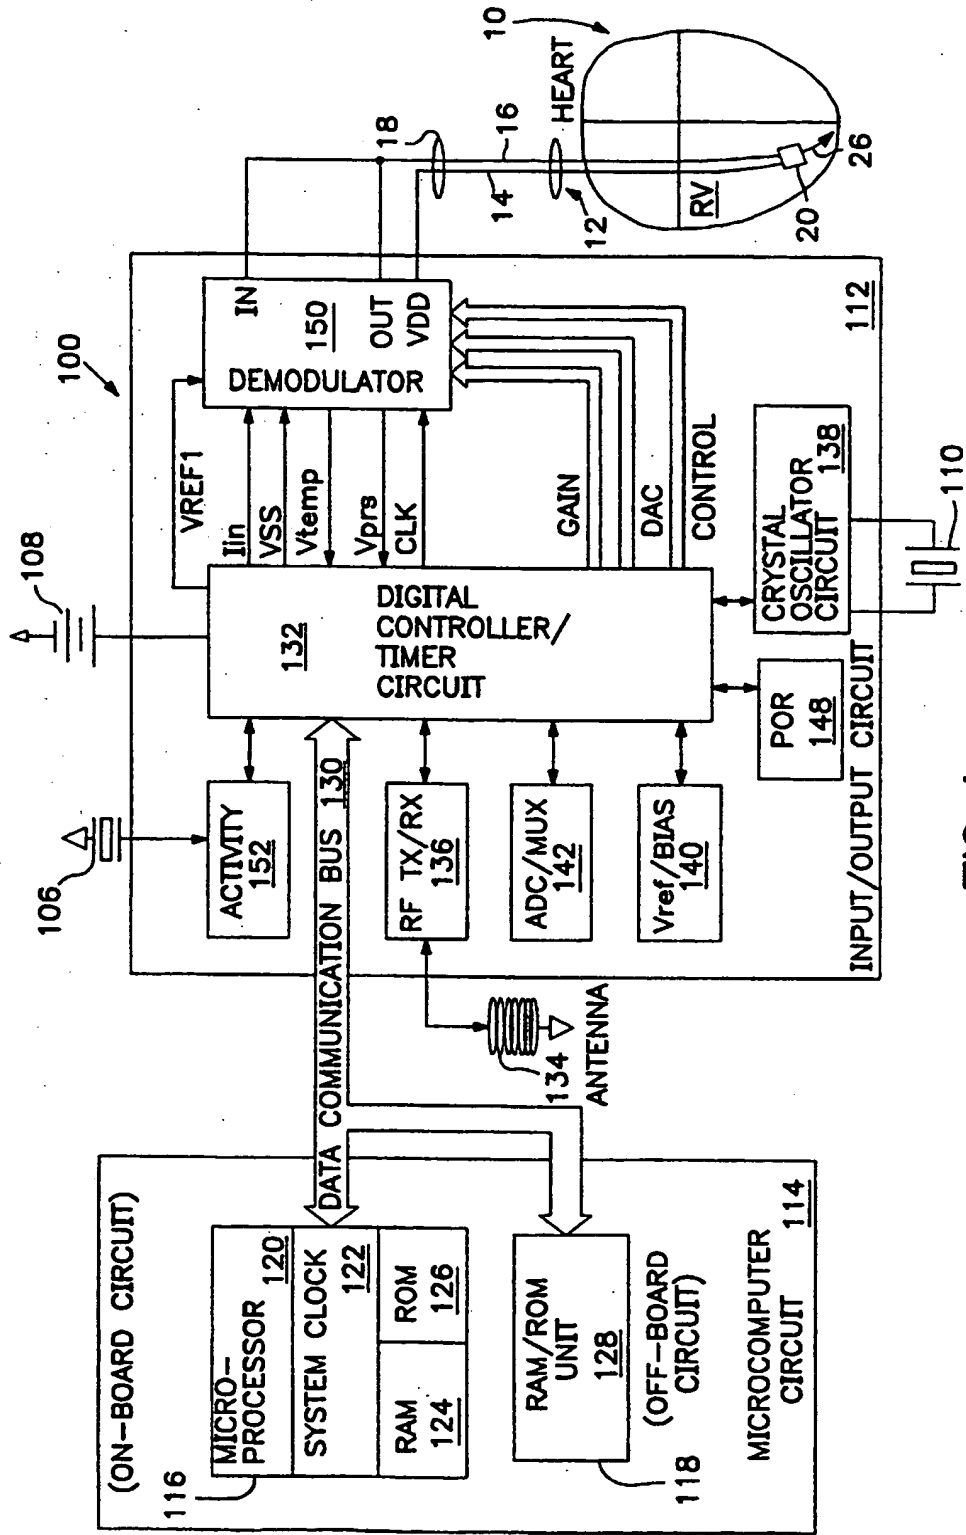 (ON-BOARD CIRCUIT)
116
MICRO-
PROCESSOR 120
SYSTEM CLOCK 122
RAM
124
ROM
126
RAM/ROM
UNIT
128
118
(OFF-BOARD
CIRCUIT)
MICROCOMPUTER
CIRCUIT 114
DATA COMMUNICATION BUS 130
134
ANTENNA
106
ACTIVITY
152
RF TX/RX
136
ADC/MUX
142
Vref/BIAS
140
INPUT/OUTPUT CIRCUIT
112
108
132
DIGITAL
CONTROLLER/
TIMER
CIRCUIT
POR
148
CRYSTAL
OSCILLATOR
CIRCUIT 138
110
VREF1
Iin
VSS
Vtemp
Vprs
CLK
GAIN
DAC
CONTROL
100
IN
150
OUT
VDD
DEMODULATOR
18
14
16
12
HEART
10
RV
20
26